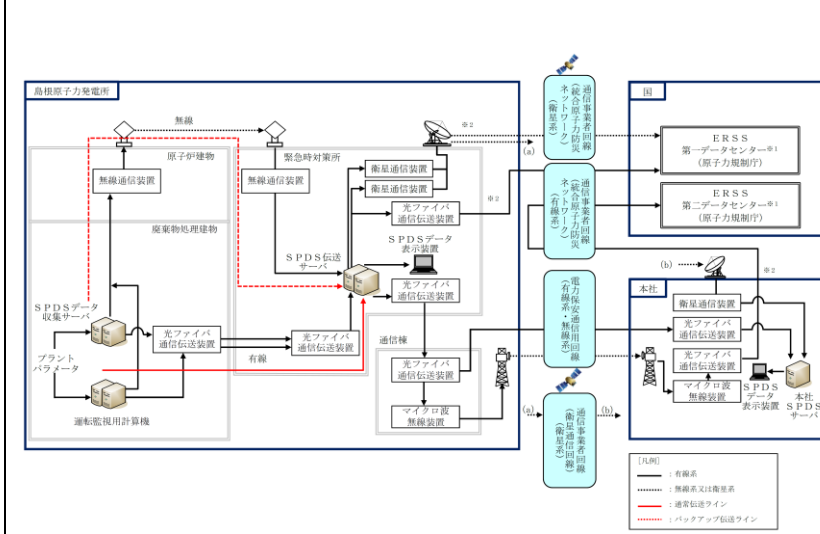 島根原子力発電所
無線
原子炉建物
無線通信装置
廃棄物処理建物
SPDSデータ
収集サーバ
プラント
パラメータ
運転監視用計算機
光ファイバ
通信伝送装置
有線
緊急時対策所
無線通信装置
衛星通信装置
衛星通信装置
光ファイバ
通信伝送装置
SPDS伝送
サーバ
SPDSデータ
表示装置
光ファイバ
通信伝送装置
光ファイバ
通信伝送装置
通信棟
光ファイバ
通信伝送装置
マイクロ波
無線装置
※2
(a)
※2
通信事業者回線
(統合原子力防災
ネットワーク)
(衛星系)
通信事業者回線
(統合原子力防災
ネットワーク)
(有線系)
電力保安通信用回線
(有線系・無線系)
(a)
(b)
通信事業者回線
(衛星通信回線)
(衛星系)
国
ERSS
第一データセンター※1
(原子力規制庁)
ERSS
第二データセンター※1
(原子力規制庁)
(b)
※2
本社
衛星通信装置
光ファイバ
通信伝送装置
光ファイバ
通信伝送装置
マイクロ波
無線装置
SPDS
データ
表示装置
本社
SPDS
サーバ
[凡例]
:有線系
:無線系又は衛星系
:通常伝送ライン
:バックアップ伝送ライン